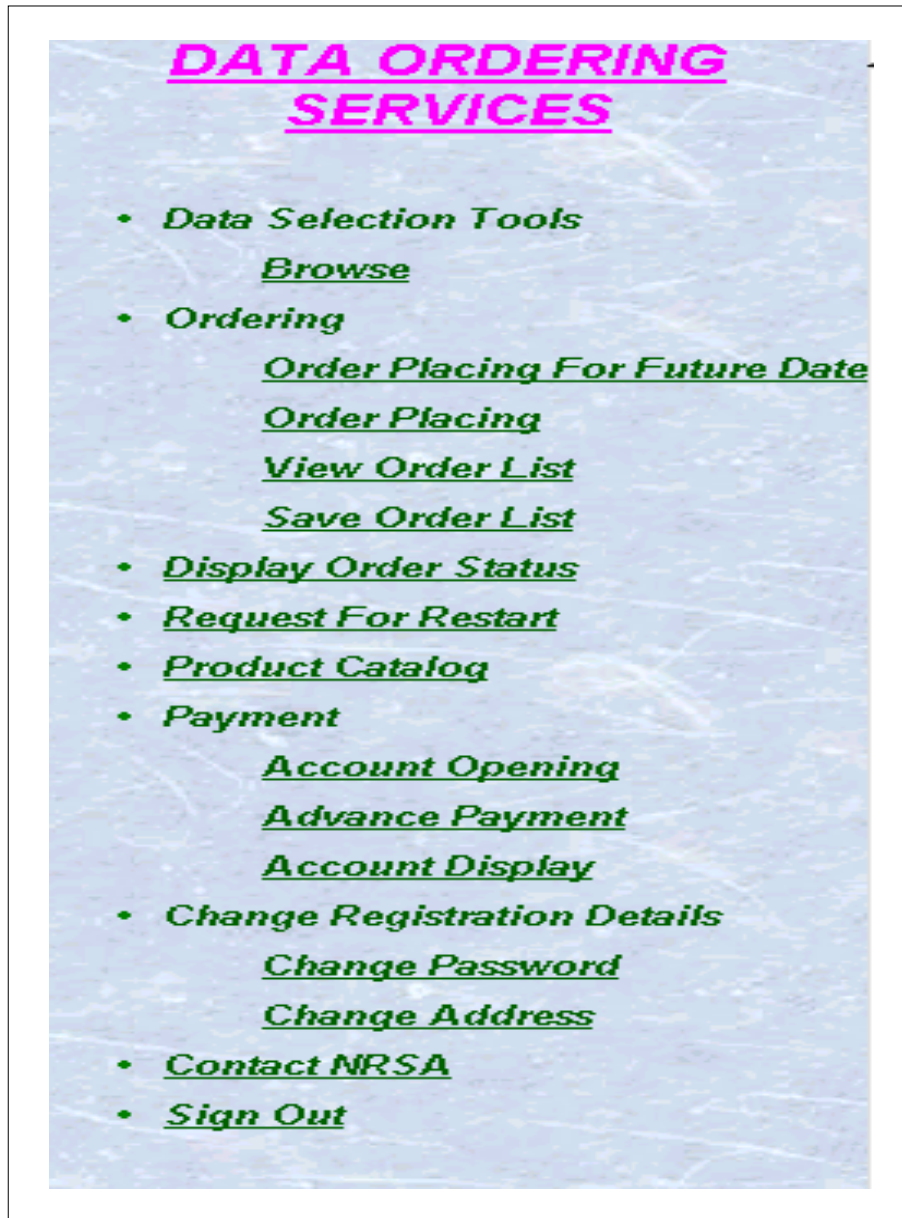 DATA ORDERING
SERVICES
• Data Selection Tools
Browse
• Ordering
Order Placing For Future Date
Order Placing
View Order List
Save Order List
• Display Order Status
• Request For Restart
• Product Catalog
• Payment
Account Opening
Advance Payment
Account Display
• Change Registration Details
Change Password
Change Address
• Contact NRSA
• Sign Out